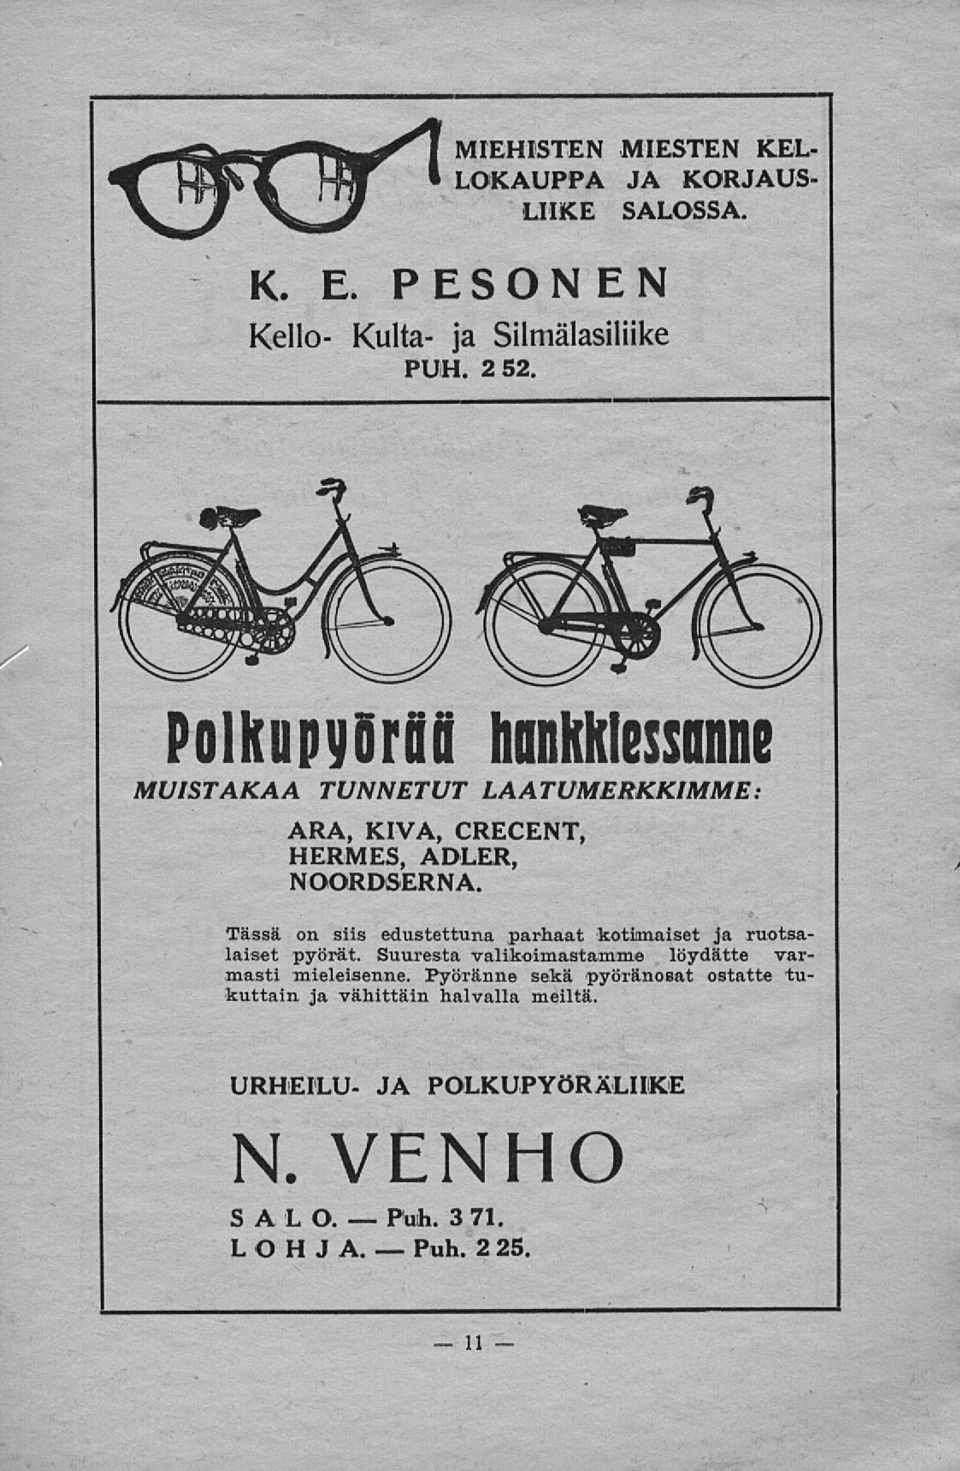 MIEHISTEN MIESTEN KEL-
LOKAUPPA JA KORJAUS-
LIIKE SALOSSA.
K. E. PESONEN
Kello- Kulta- ja Silmälasiliike
PUH. 2 52.
Polkupyörää hankkiessanne
MUISTAKAA TUNNETUT LAATUMERKKIMME:
ARA, KIVA, CRECENT,
HERMES, ADLER,
NOORDSERNA.
Tässä on siis edustettuna parhaat kotimaiset ja ruotsa-
laiset pyörät. Suuresta valikoimastamme löydätte var-
masti mieleisenne. Pyöränne sekä pyöränosat ostatte tu-
kuttain ja vähittäin halvalla meiltä.
URHEILU- JA POLKUPYÖRÄLIIKE
N. VENHO
SALO. — Puh. 3 71.
LOHJA. — Puh. 2 25.
— 11 —